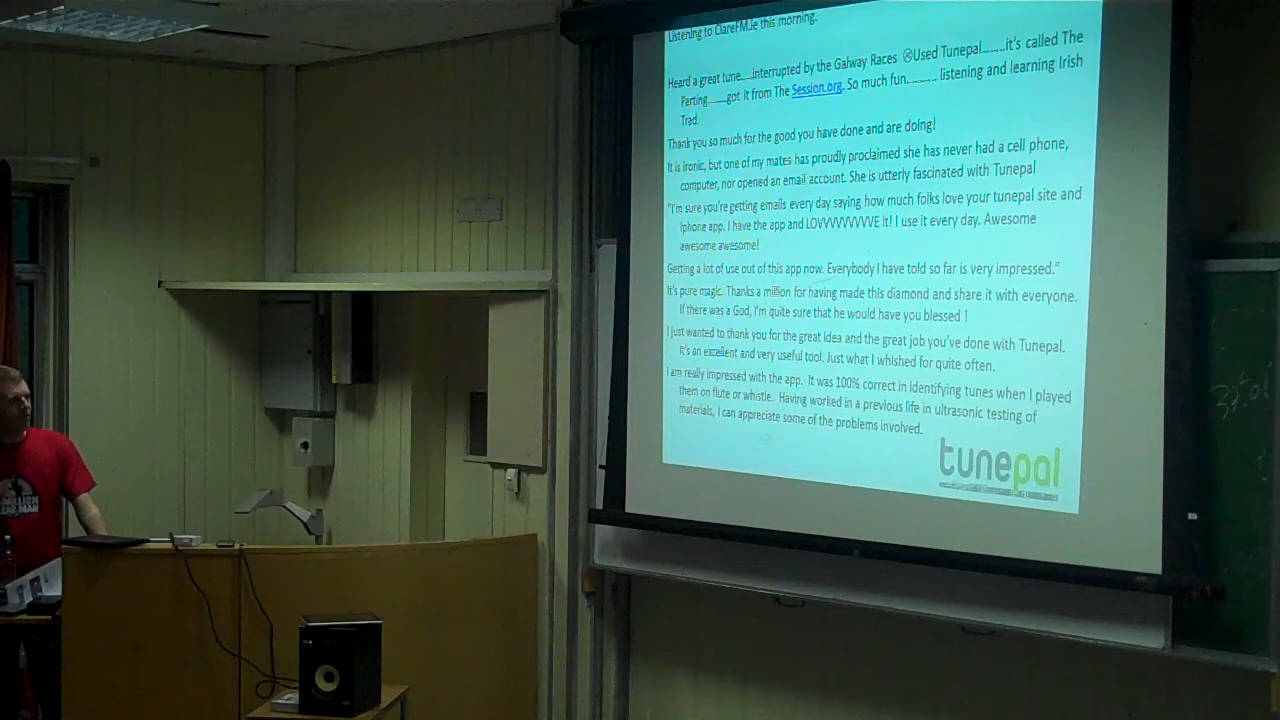 Listening to ClareFM.ie this morning.
Heard a great tune.....interrupted by the Galway Races ☹Used Tunepal........it's called The
Parting.......got it from The Session.org. So much fun........... listening and learning Irish
Trad.
Thank you so much for the good you have done and are doing!
It is ironic, but one of my mates has proudly proclaimed she has never had a cell phone,
computer, nor opened an email account. She is utterly fascinated with Tunepal
"I'm sure you're getting emails every day saying how much folks love your tunepal site and
iphone app. I have the app and LOVVVVVVVVE it! I use it every day. Awesome
awesome awesome!
Getting a lot of use out of this app now. Everybody I have told so far is very impressed."
It's pure magic. Thanks a million for having made this diamond and share it with everyone.
If there was a God, I'm quite sure that he would have you blessed !
I just wanted to thank you for the great idea and the great job you've done with Tunepal.
It's an excellent and very useful tool. Just what I whished for quite often.
I am really impressed with the app. It was 100% correct in identifying tunes when I played
them on flute or whistle. Having worked in a previous life in ultrasonic testing of
materials, I can appreciate some of the problems involved.
tunepal
MILLION
MAN